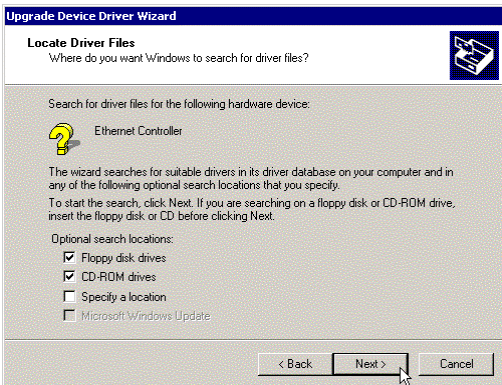 Upgrade Device Driver Wizard
Locate Driver Files
Where do you want Windows to search for driver files?
Search for driver files for the following hardware device:
Ethernet Controller
The wizard searches for suitable drivers in its driver database on your computer and in
any of the following optional search locations that you specify.
To start the search, click Next. If you are searching on a floppy disk or CD-ROM drive,
insert the floppy disk or CD before clicking Next.
Optional search locations:
Floppy disk drives
CD-ROM drives
Specify a location
Microsoft Windows Update
< Back
Next >
Cancel